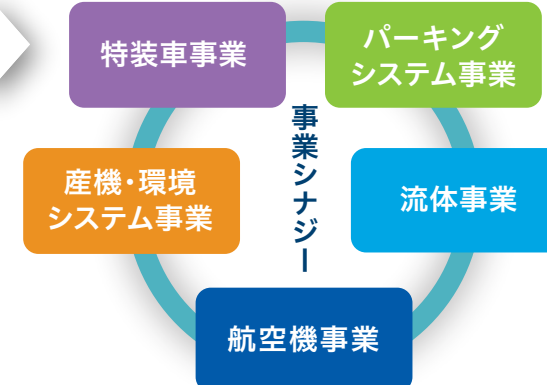 特装車事業
パーキング
システム事業
事業シナジー
産機・環境
システム事業
流体事業
航空機事業